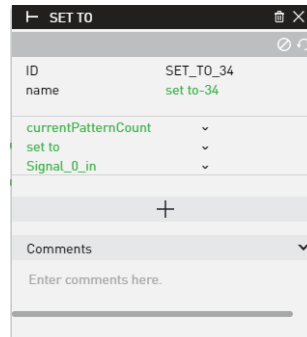 SET TO
ID SET_TO_34
name set to-34
currentPatternCount
set to
Signal_0_in
Comments
Enter comments here.